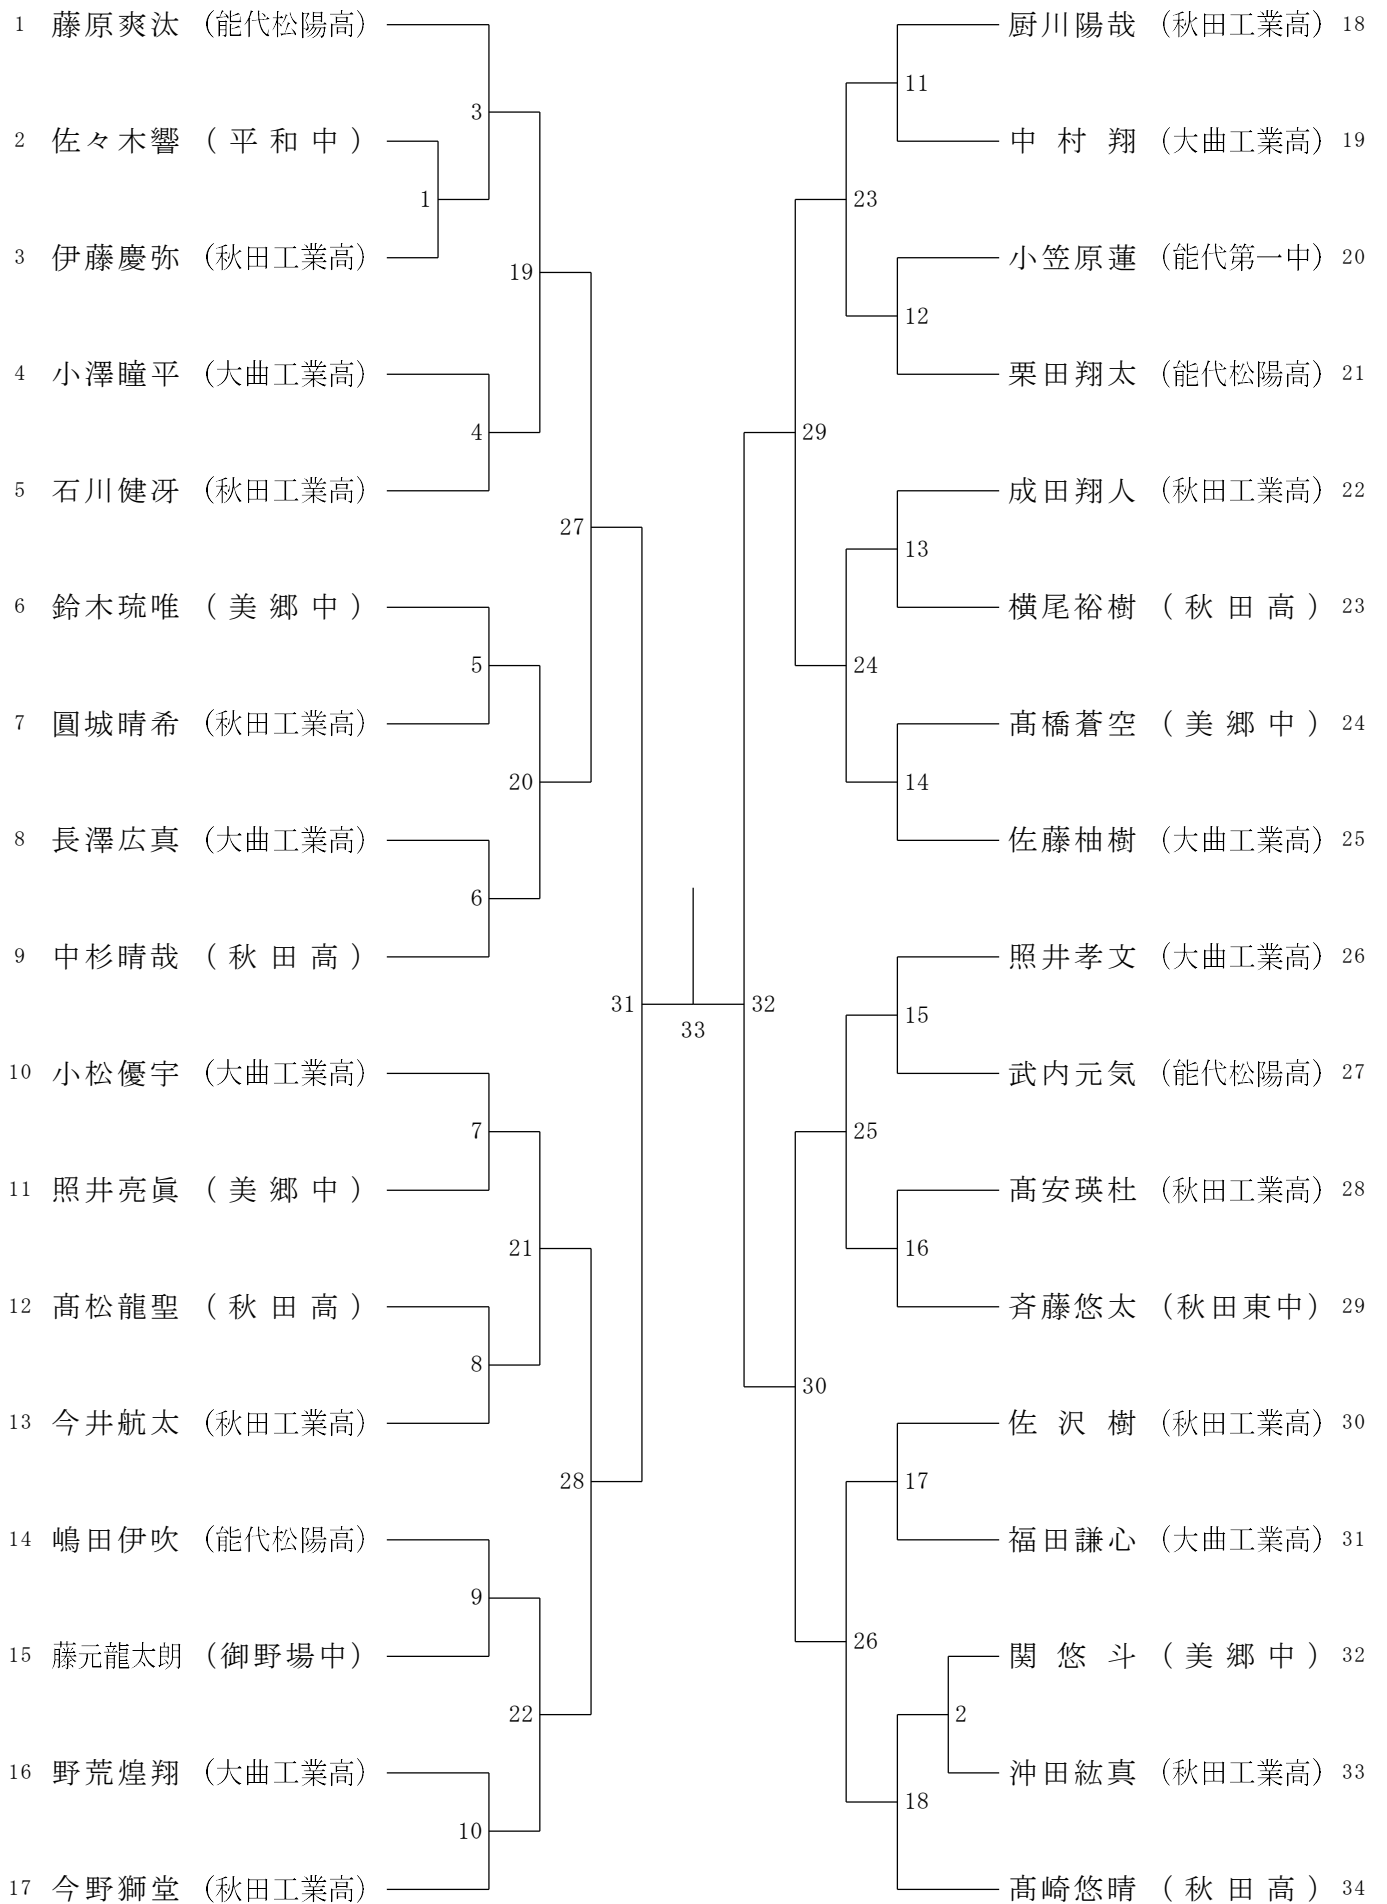 1 藤原爽汰 (能代松陽高)
2 佐々木響 (平和中)
3 伊藤慶弥 (秋田工業高)
4 小澤瞳平 (大曲工業高)
5 石川健冴 (秋田工業高)
6 鈴木琉唯 (美郷中)
7 圓城晴希 (秋田工業高)
8 長澤広真 (大曲工業高)
9 中杉晴哉 (秋田高)
10 小松優宇 (大曲工業高)
11 照井亮眞 (美郷中)
12 髙松龍聖 (秋田高)
13 今井航太 (秋田工業高)
14 嶋田伊吹 (能代松陽高)
15 藤元龍太朗 (御野場中)
16 野荒煌翔 (大曲工業高)
17 今野獅堂 (秋田工業高)
3
1
19
4
27
5
20
6
31
7
21
8
28
9
22
10
33
32
29
23
11
12
24
13
14
30
25
15
16
26
17
2
18
厨川陽哉 (秋田工業高) 18
中村翔 (大曲工業高) 19
小笠原蓮 (能代第一中) 20
栗田翔太 (能代松陽高) 21
成田翔人 (秋田工業高) 22
横尾裕樹 (秋田高) 23
髙橋蒼空 (美郷中) 24
佐藤柚樹 (大曲工業高) 25
照井孝文 (大曲工業高) 26
武内元気 (能代松陽高) 27
髙安瑛杜 (秋田工業高) 28
斉藤悠太 (秋田東中) 29
佐沢樹 (秋田工業高) 30
福田謙心 (大曲工業高) 31
関悠斗 (美郷中) 32
沖田紘真 (秋田工業高) 33
髙崎悠晴 (秋田高) 34